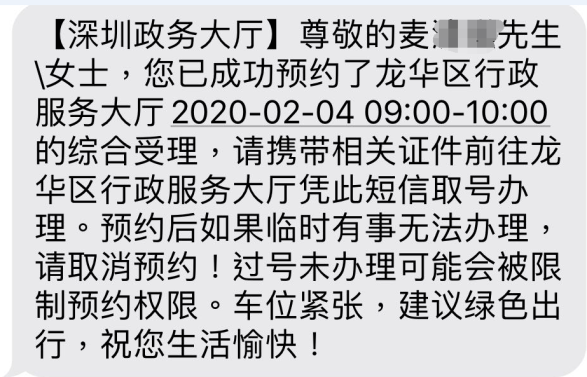 【深圳政务大厅】尊敬的麦先生
\女士，您已成功预约了龙华区行政
服务大厅 2020-02-04 09:00-10:00
的综合受理，请携带相关证件前往龙
华区行政服务大厅凭此短信取号办
理。预约后如果临时有事无法办理，
请取消预约！过号未办理可能会被限
制预约权限。车位紧张，建议绿色出
行，祝您生活愉快！